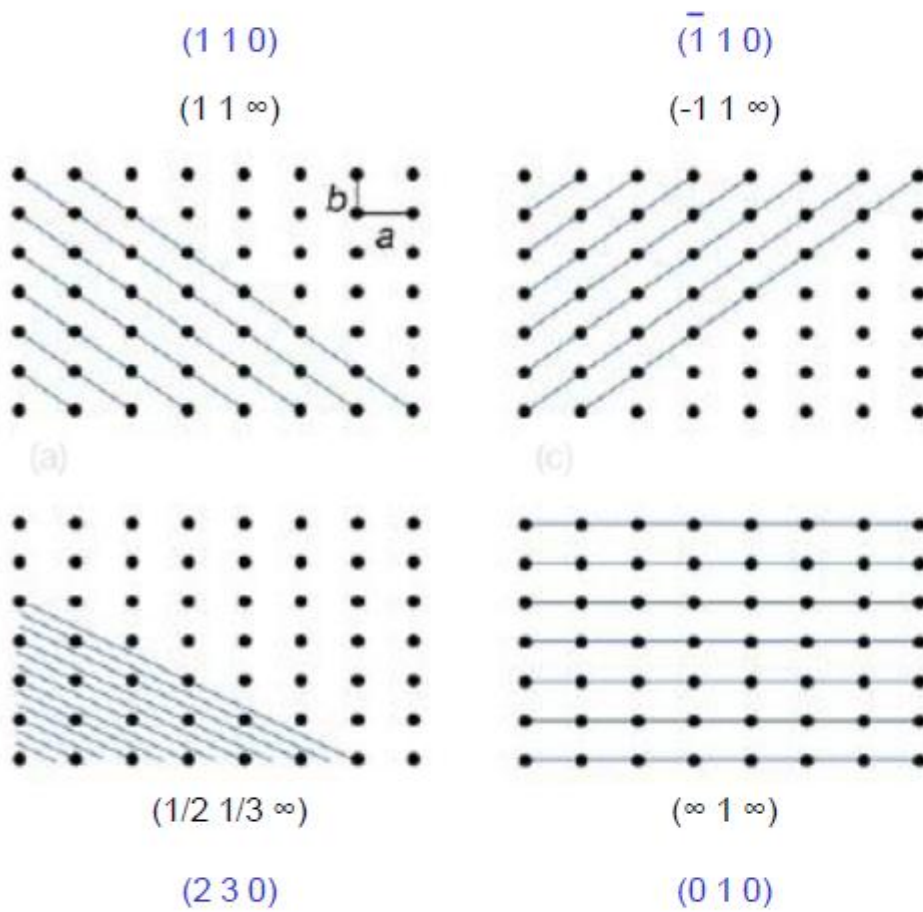 (1 1 0)
(1̅ 1 0)
(1 1 ∞)
(-1 1 ∞)
b
a
(a)
(c)
(1/2 1/3 ∞)
(∞ 1 ∞)
(2 3 0)
(0 1 0)